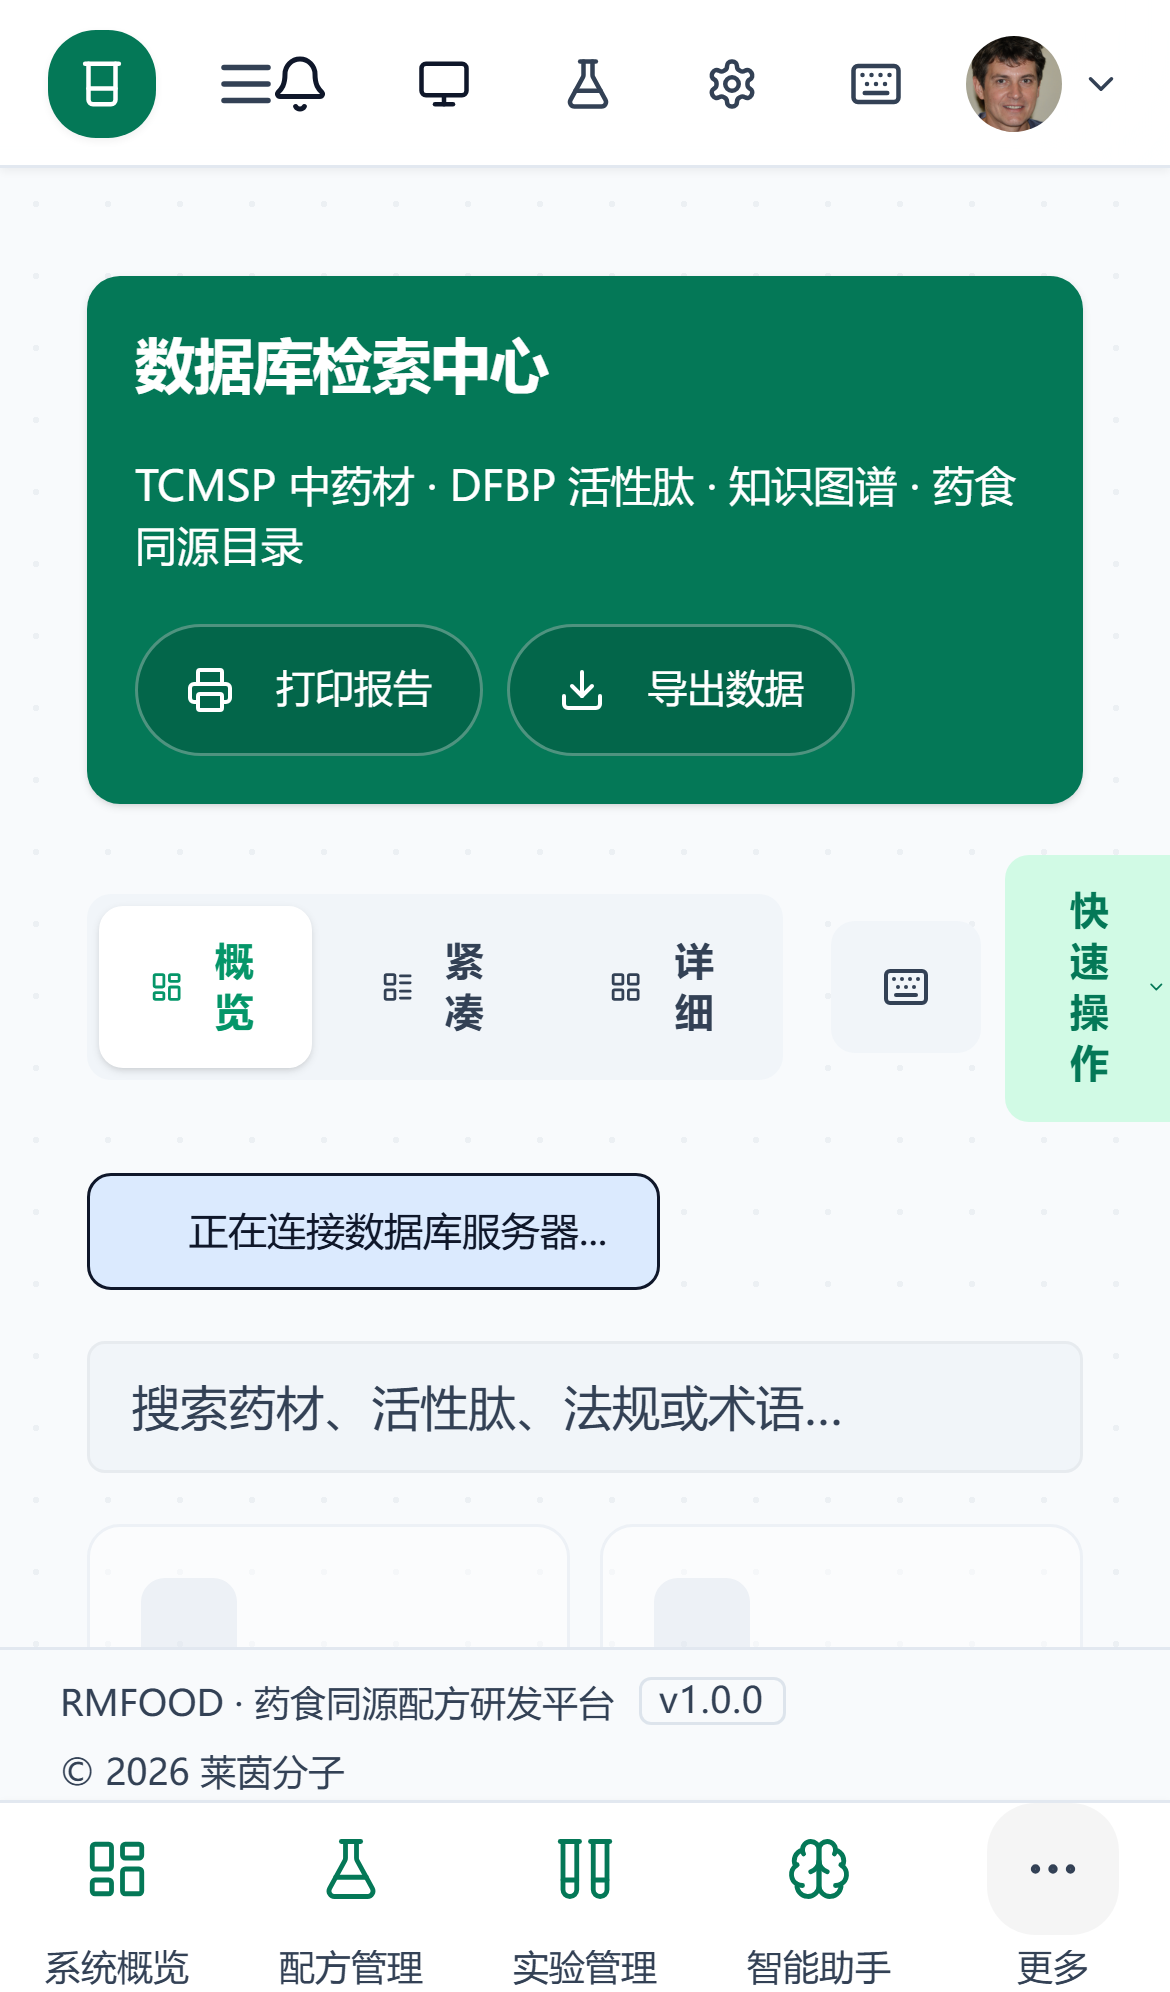 数据库检索中心
TCMSP 中药材 · DFBP 活性肽 · 知识图谱 · 药食
同源目录
打印报告
导出数据
概
览
紧
凑
详
细
快
速
操
作
正在连接数据库服务器...
搜索药材、活性肽、法规或术语...
RMFOOD · 药食同源配方研发平台
v1.0.0
© 2026 莱茵分子
系统概览
配方管理
实验管理
智能助手
更多